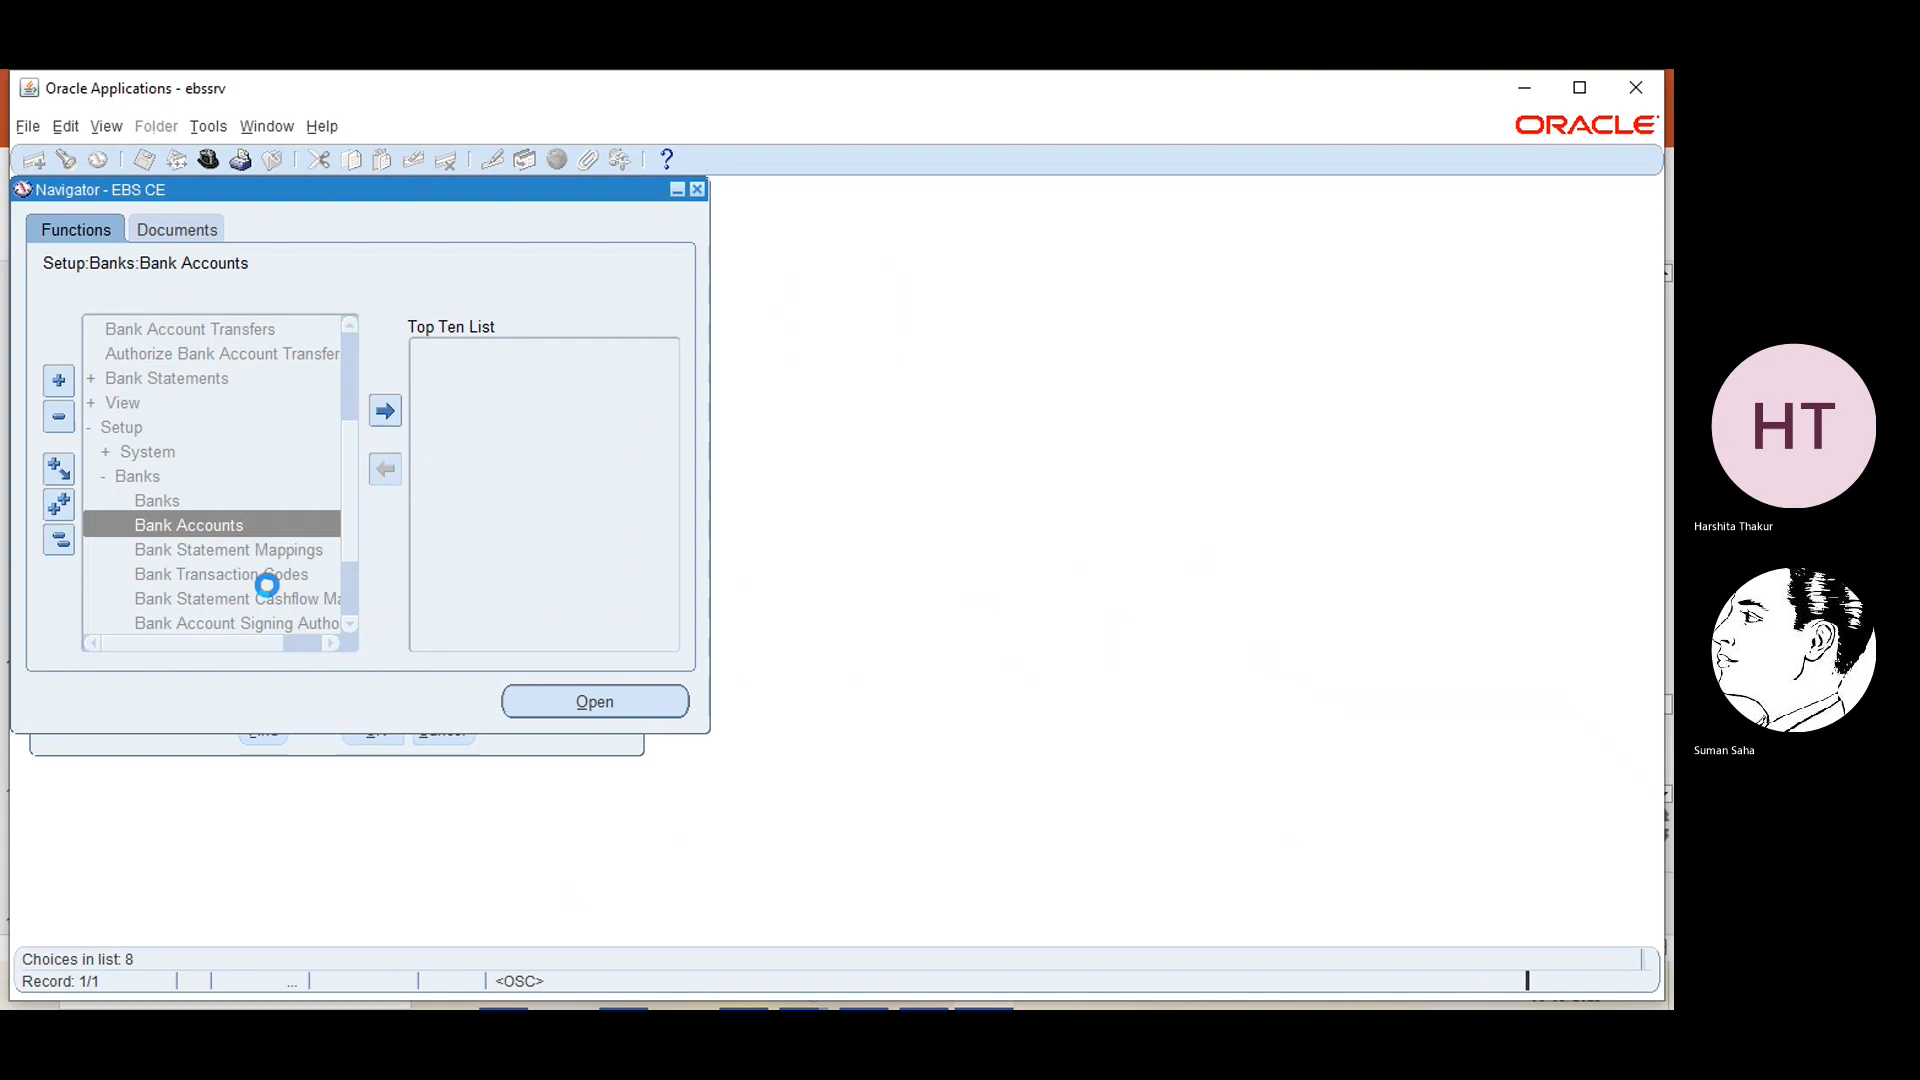 Oracle Applications - ebssrv
File Edit View Folder Tools Window Help
ORACLE
?
Navigator - EBS CE
Functions Documents
Setup:Banks:Bank Accounts
Top Ten List
Bank Account Transfers
Authorize Bank Account Transfer
+ Bank Statements
+ View
- Setup
+ System
- Banks
Banks
Bank Accounts
Bank Statement Mappings
Bank Transaction Codes
Bank Statement Cashflow Ma
Bank Account Signing Autho
Open
Choices in list: 8
Record: 1/1 ... <OSC>
HT
Harshita Thakur
Suman Saha